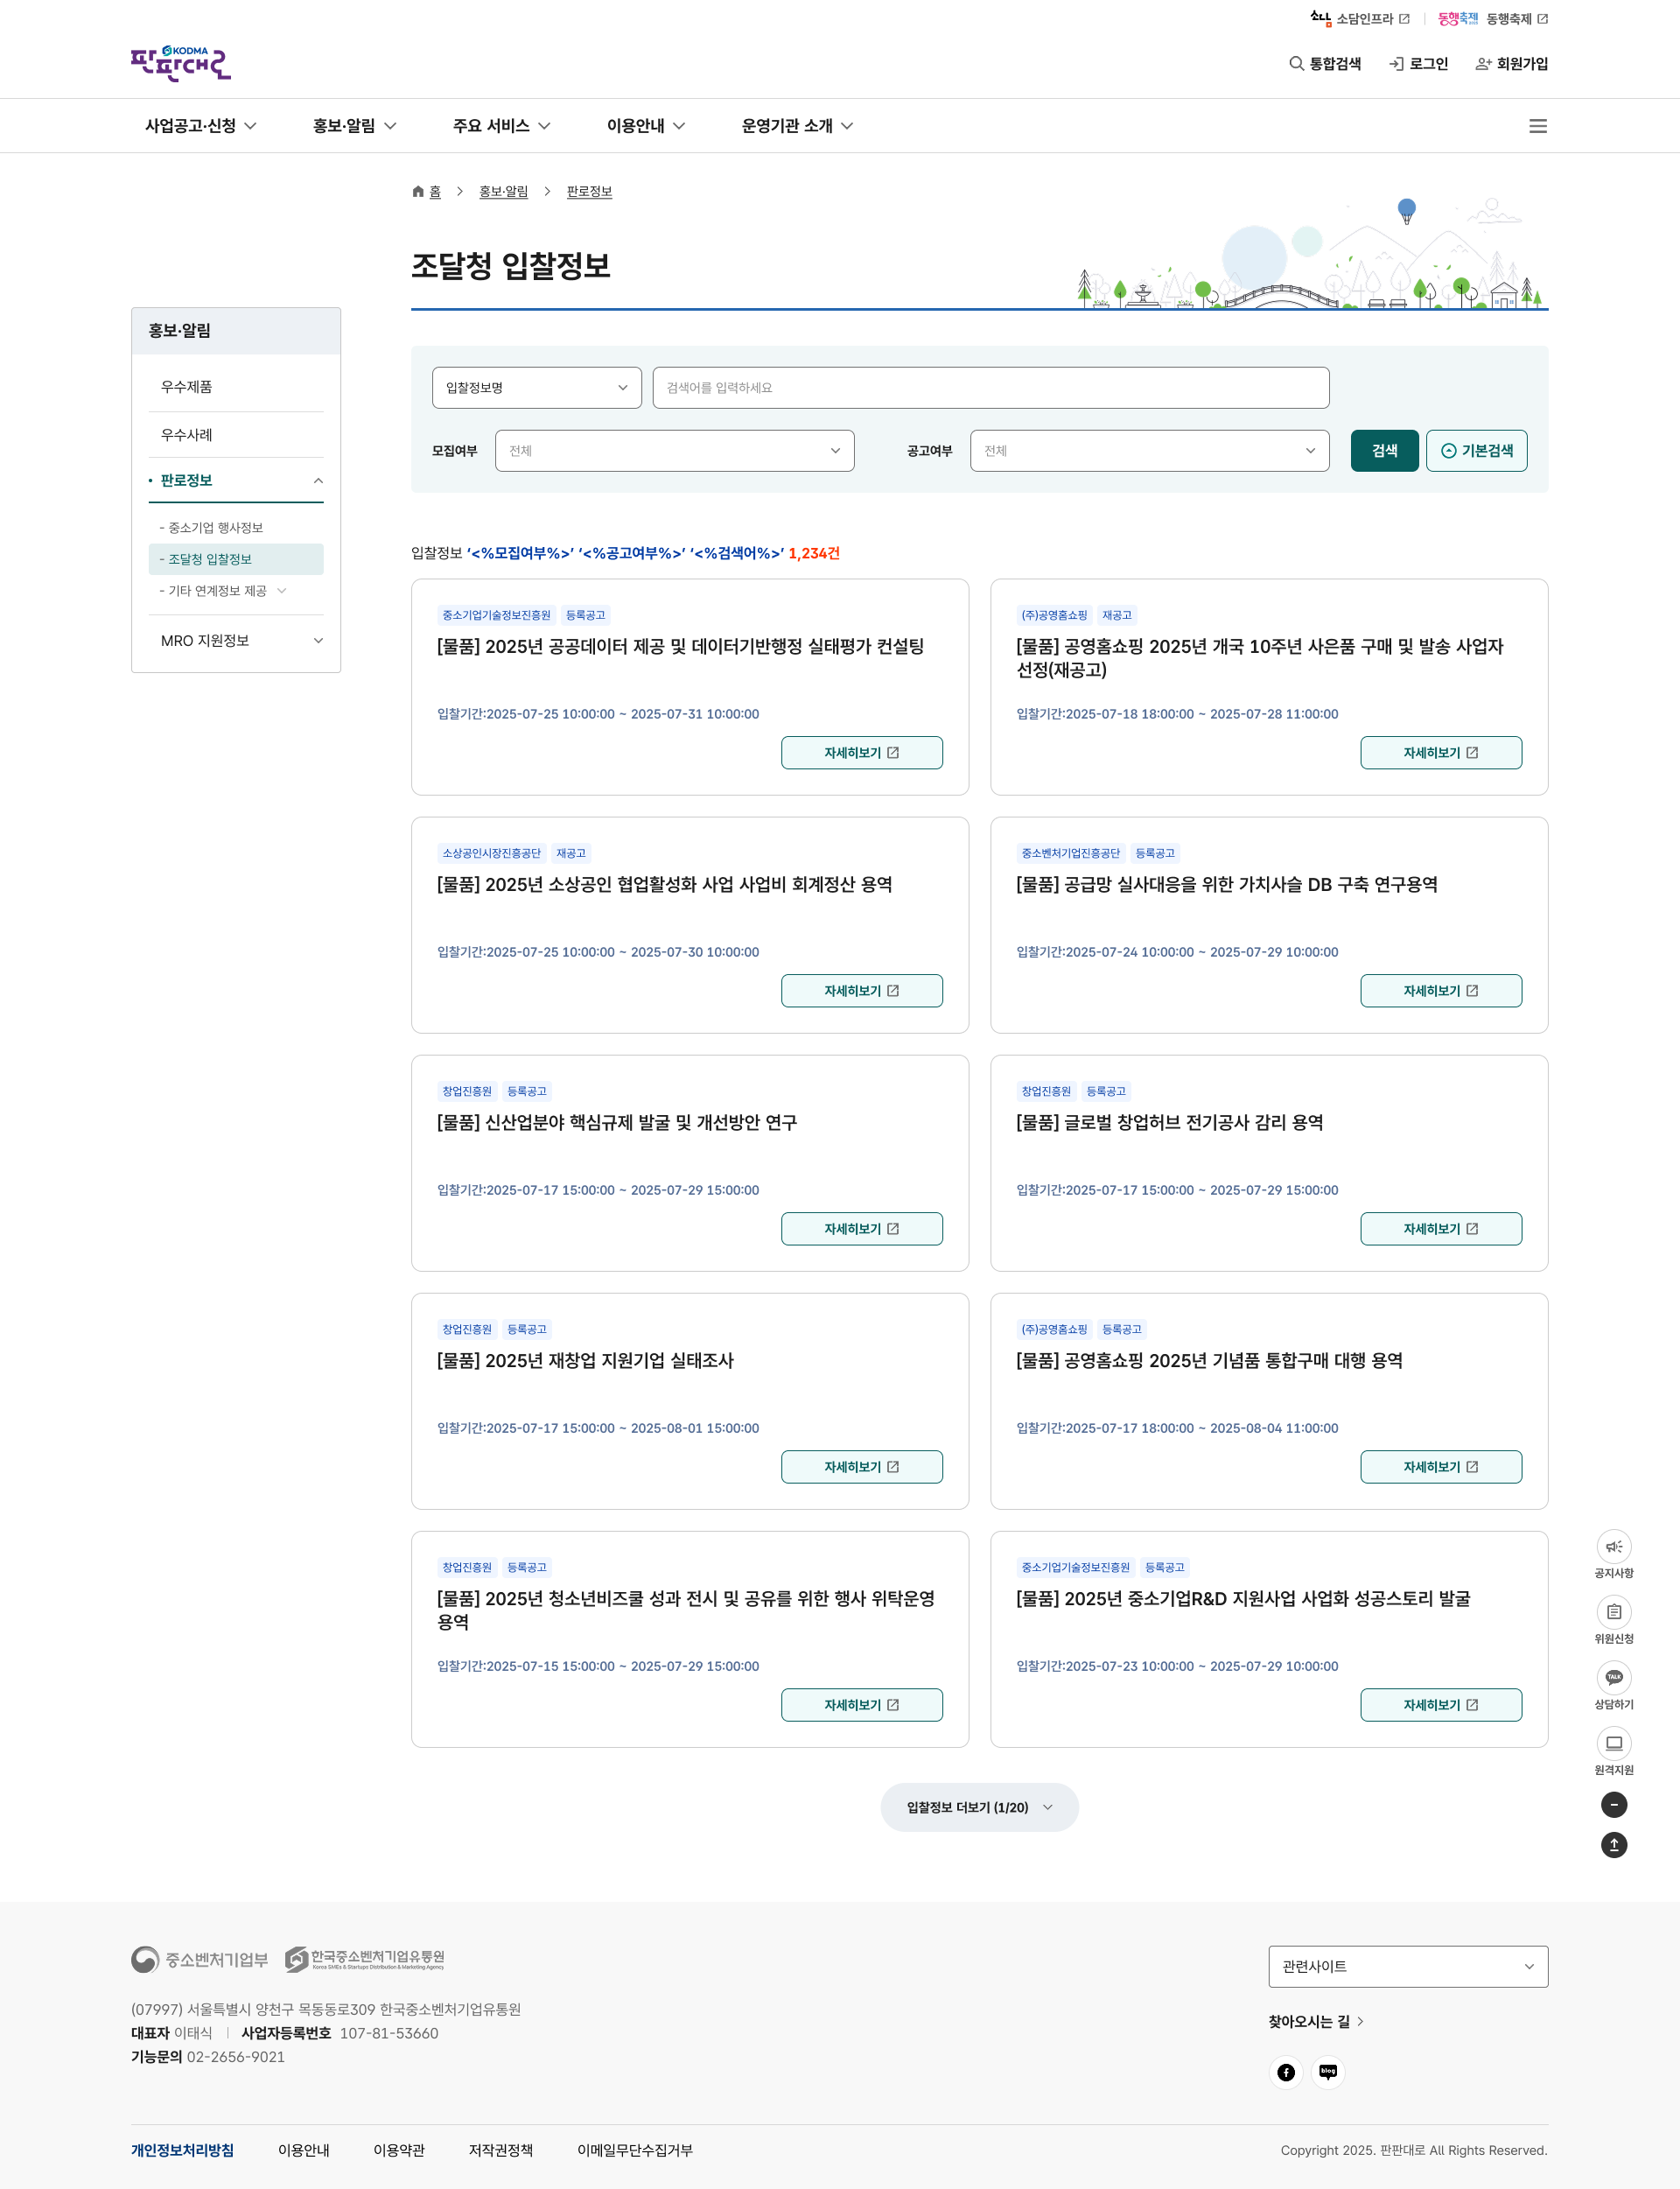 소담 소담인프라
동행축제 동행축제
KODMA
판판대로
통합검색 로그인 회원가입
사업공고·신청 홍보·알림 주요 서비스 이용안내 운영기관 소개
홈 홍보·알림 판로정보
조달청 입찰정보
홍보·알림
우수제품
우수사례
판로정보
- 중소기업 행사정보
- 조달청 입찰정보
- 기타 연계정보 제공
MRO 지원정보
입찰정보명 검색어를 입력하세요
모집여부 전체 공고여부 전체 검색 기본검색
입찰정보 ‘<%모집여부%>’ ‘<%공고여부%>’ ‘<%검색어%>’ 1,234건
중소기업기술정보진흥원 등록공고
[물품] 2025년 공공데이터 제공 및 데이터기반행정 실태평가 컨설팅
입찰기간:2025-07-25 10:00:00 ~ 2025-07-31 10:00:00
자세히보기
(주)공영홈쇼핑 재공고
[물품] 공영홈쇼핑 2025년 개국 10주년 사은품 구매 및 발송 사업자
선정(재공고)
입찰기간:2025-07-18 18:00:00 ~ 2025-07-28 11:00:00
자세히보기
소상공인시장진흥공단 재공고
[물품] 2025년 소상공인 협업활성화 사업 사업비 회계정산 용역
입찰기간:2025-07-25 10:00:00 ~ 2025-07-30 10:00:00
자세히보기
중소벤처기업진흥공단 등록공고
[물품] 공급망 실사대응을 위한 가치사슬 DB 구축 연구용역
입찰기간:2025-07-24 10:00:00 ~ 2025-07-29 10:00:00
자세히보기
창업진흥원 등록공고
[물품] 신산업분야 핵심규제 발굴 및 개선방안 연구
입찰기간:2025-07-17 15:00:00 ~ 2025-07-29 15:00:00
자세히보기
창업진흥원 등록공고
[물품] 글로벌 창업허브 전기공사 감리 용역
입찰기간:2025-07-17 15:00:00 ~ 2025-07-29 15:00:00
자세히보기
창업진흥원 등록공고
[물품] 2025년 재창업 지원기업 실태조사
입찰기간:2025-07-17 15:00:00 ~ 2025-08-01 15:00:00
자세히보기
(주)공영홈쇼핑 등록공고
[물품] 공영홈쇼핑 2025년 기념품 통합구매 대행 용역
입찰기간:2025-07-17 18:00:00 ~ 2025-08-04 11:00:00
자세히보기
창업진흥원 등록공고
[물품] 2025년 청소년비즈쿨 성과 전시 및 공유를 위한 행사 위탁운영
용역
입찰기간:2025-07-15 15:00:00 ~ 2025-07-29 15:00:00
자세히보기
중소기업기술정보진흥원 등록공고
[물품] 2025년 중소기업R&D 지원사업 사업화 성공스토리 발굴
입찰기간:2025-07-23 10:00:00 ~ 2025-07-29 10:00:00
자세히보기
공지사항
위원신청
TALK
상담하기
원격지원
입찰정보 더보기 (1/20)
중소벤처기업부 한국중소벤처기업유통원
Korea SMEs & Startups Distribution & Marketing Agency
(07997) 서울특별시 양천구 목동동로309 한국중소벤처기업유통원
대표자 이태식 사업자등록번호 107-81-53660
기능문의 02-2656-9021
관련사이트
찾아오시는 길
blog
개인정보처리방침 이용안내 이용약관 저작권정책 이메일무단수집거부
Copyright 2025. 판판대로 All Rights Reserved.